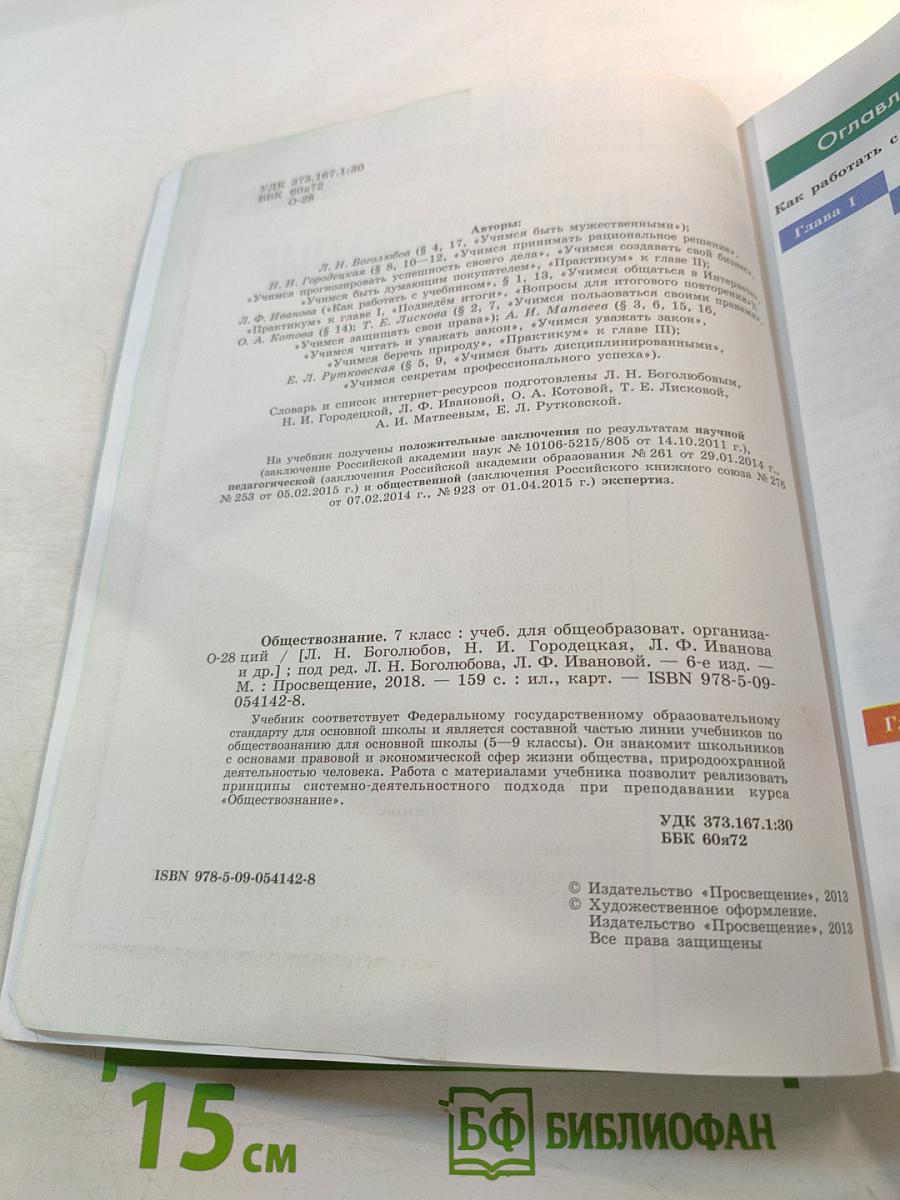 УДК 373.167.1:30
ББК 60я72
О-28
Авторы:
Л. Н. Боголюбов (§ 4, 17, «Учимся быть мужественными»);
Н. И. Городецкая (§ 8, 10—12, «Учимся принимать рациональное решение»,
«Учимся прогнозировать успешность своего дела», «Учимся создавать свой бизнес»,
«Учимся быть думающим покупателем», «Практикум» к главе II);
Л. Ф. Иванова («Как работать с учебником», § 1, 13, «Учимся общаться в Интернете»,
«Практикум» к главе I, «Подведём итоги», «Вопросы для итогового повторения»);
О. А. Котова (§ 14); Т. Е. Лискова (§ 2, 7, «Учимся пользоваться своими правами»,
«Учимся защищать свои права»); А. И. Матвеев (§ 3, 6, 15, 16,
«Учимся читать и уважать закон», «Учимся уважать закон»,
«Учимся беречь природу», «Практикум» к главе III);
Е. Л. Рутковская (§ 5, 9, «Учимся быть дисциплинированными»,
«Учимся секретам профессионального успеха»).
Словарь и список интернет-ресурсов подготовлены Л. Н. Боголюбовым,
Н. И. Городецкой, Л. Ф. Ивановой, О. А. Котовой, Т. Е. Лисковой,
А. И. Матвеевым, Е. Л. Рутковской.
На учебник получены положительные заключения по результатам научной
(заключение Российской академии наук № 10106-5215/805 от 14.10.2011 г.),
педагогической (заключения Российской академии образования № 261 от 29.01.2014 г.,
№ 253 от 05.02.2015 г.) и общественной (заключения Российского книжного союза № 276
от 07.02.2014 г., № 923 от 01.04.2015 г.) экспертиз.
Обществознание. 7 класс : учеб. для общеобразоват. организа-
О-28 ций / [Л. Н. Боголюбов, Н. И. Городецкая, Л. Ф. Иванова
и др.] ; под ред. Л. Н. Боголюбова, Л. Ф. Ивановой. — 6-е изд. —
М. : Просвещение, 2018. — 159 с. : ил., карт. — ISBN 978-5-09-
054142-8.
Учебник соответствует Федеральному государственному образовательному
стандарту для основной школы и является составной частью линии учебников по
обществознанию для основной школы (5—9 классы). Он знакомит школьников
с основами правовой и экономической сфер жизни общества, природоохранной
деятельностью человека. Работа с материалами учебника позволит реализовать
принципы системно-деятельностного подхода при преподавании курса
«Обществознание».
УДК 373.167.1:30
ББК 60я72
ISBN 978-5-09-054142-8
© Издательство «Просвещение», 2013
© Художественное оформление.
Издательство «Просвещение», 2013
Все права защищены
Оглавл
Как работать с
Глава I
Гл
15 см
БФ БИБЛИОФАН